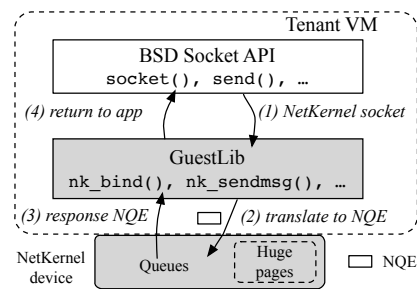 Tenant VM
BSD Socket API
socket(), send(), …
(4) return to app
(1) NetKernel socket
GuestLib
nk_bind(), nk_sendmsg(), …
(3) response NQE
(2) translate to NQE
NetKernel
device
Queues
Huge
pages
NQE